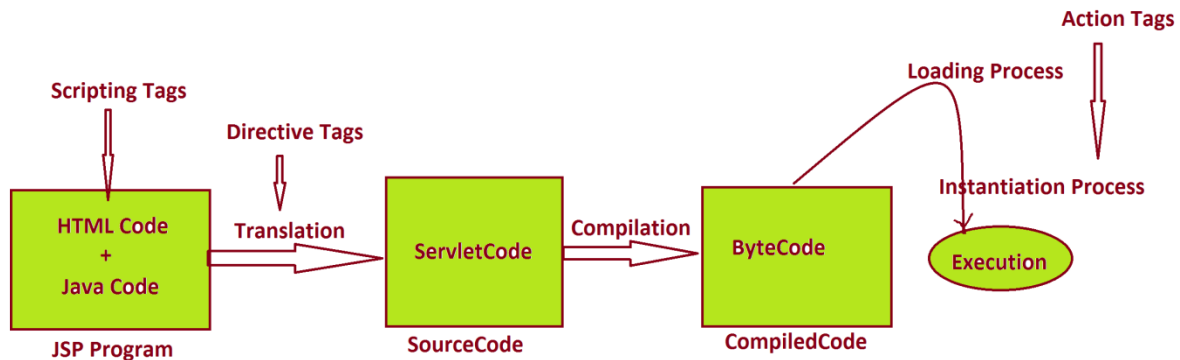 Action Tags
Loading Process
Scripting Tags
Directive Tags
Instantiation Process
HTML Code
+
Java Code
Translation
ServletCode
Compilation
ByteCode
Execution
JSP Program
SourceCode
CompiledCode